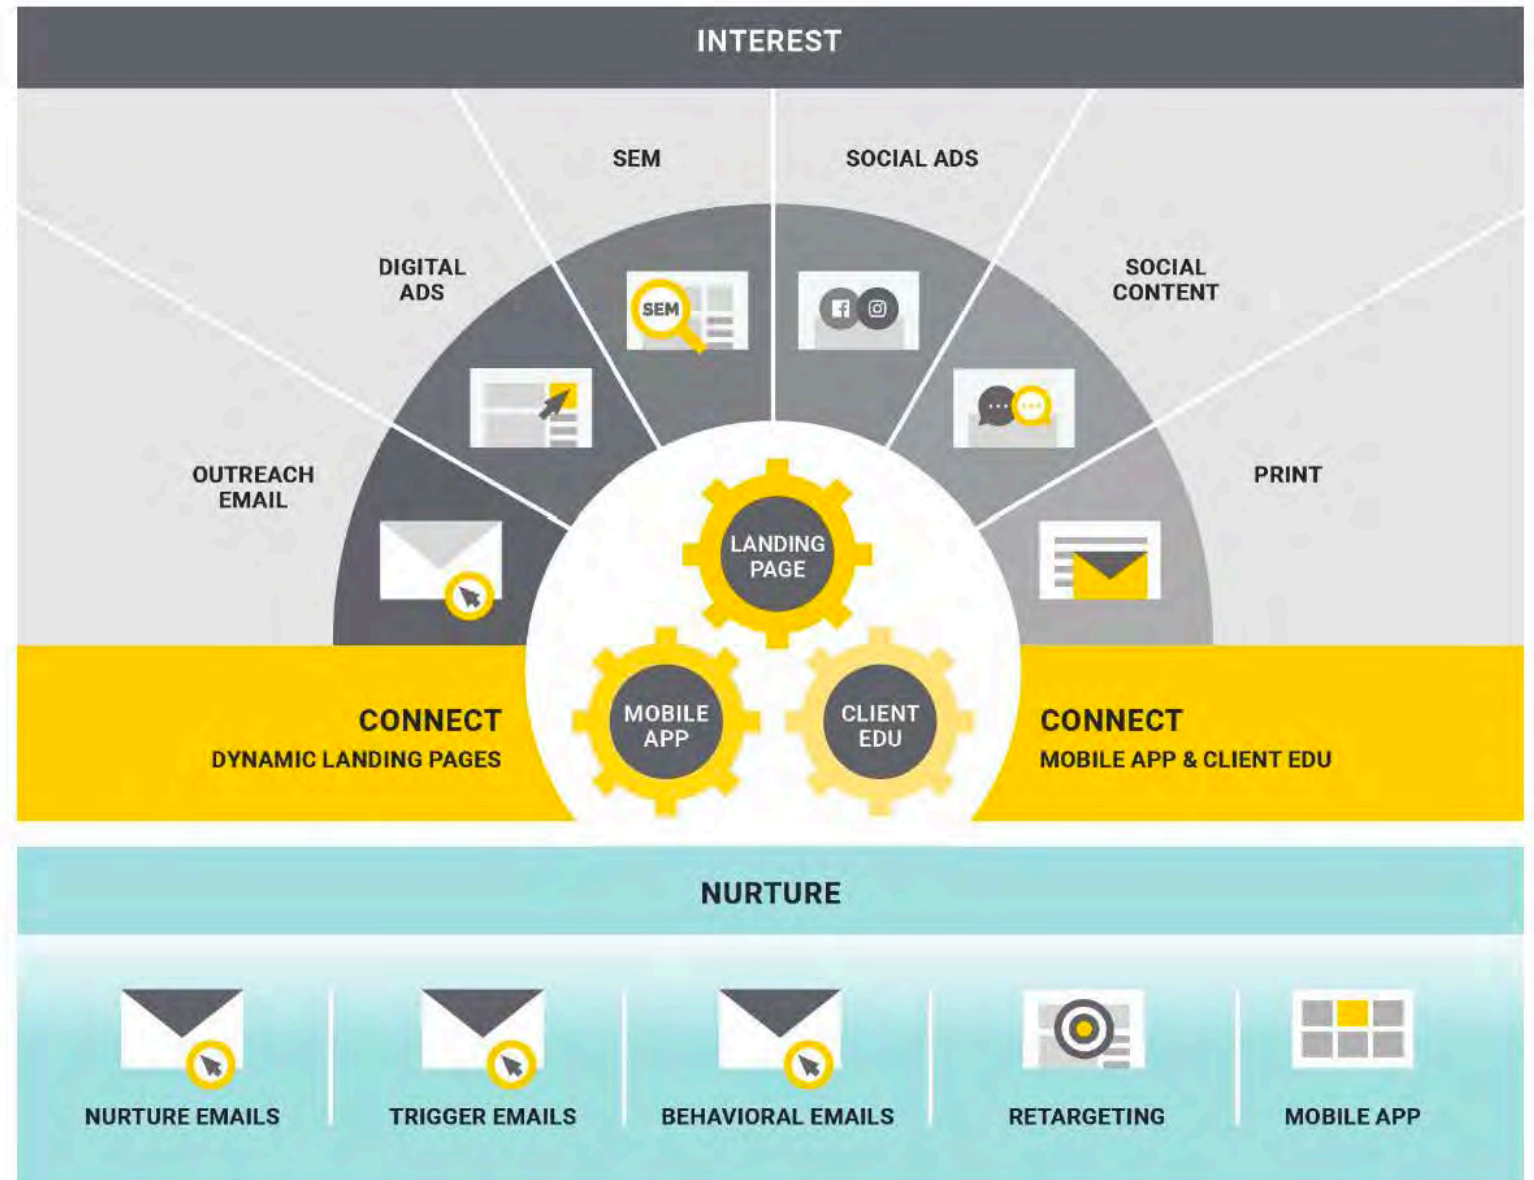 INTEREST
SEM
SOCIAL ADS
DIGITAL
ADS
SOCIAL
CONTENT
SEM
OUTREACH
EMAIL
PRINT
LANDING
PAGE
MOBILE
APP
CLIENT
EDU
CONNECT
DYNAMIC LANDING PAGES
CONNECT
MOBILE APP & CLIENT EDU
NURTURE
NURTURE EMAILS
TRIGGER EMAILS
BEHAVIORAL EMAILS
RETARGETING
MOBILE APP